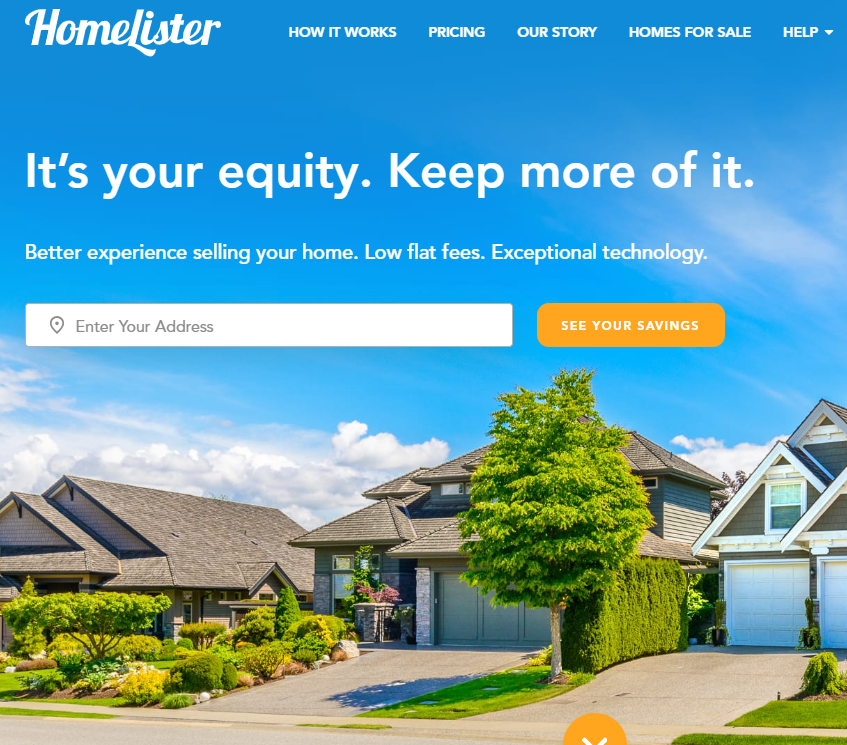 HomeLister
HOW IT WORKS
PRICING
OUR STORY
HOMES FOR SALE
HELP
It's your equity. Keep more of it.
Better experience selling your home. Low flat fees. Exceptional technology.
Enter Your Address
SEE YOUR SAVINGS